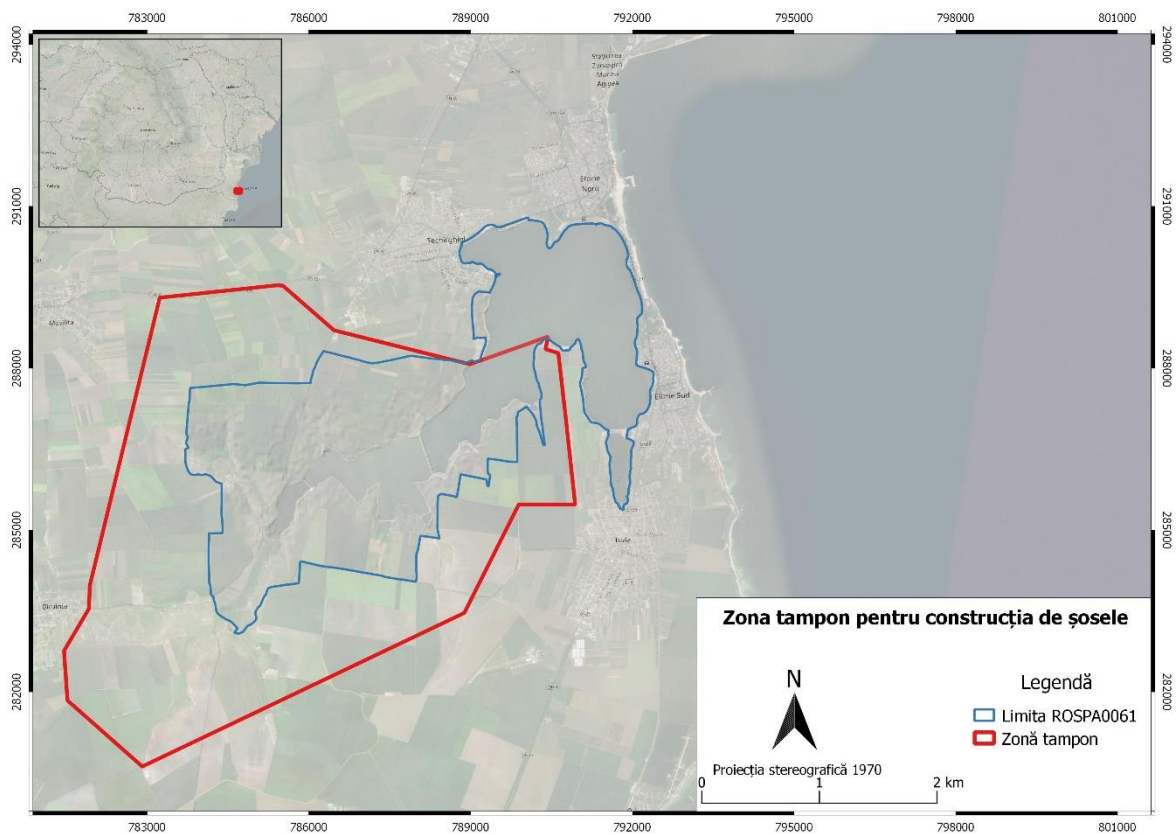 783000 786000 789000 792000 795000 798000 801000
294000 294000
Eforie
Nord
291000 291000
Techirghiol
Movilița
288000 288000
Eforie Sud
285000 285000
Tuzla
Biruința
Zona tampon pentru construcția de șosele
N
Legendă
282000 282000
Limita ROSPA0061
Zonă tampon
Proiecția stereografică 1970
0 1 2 km
783000 786000 789000 792000 795000 798000 801000